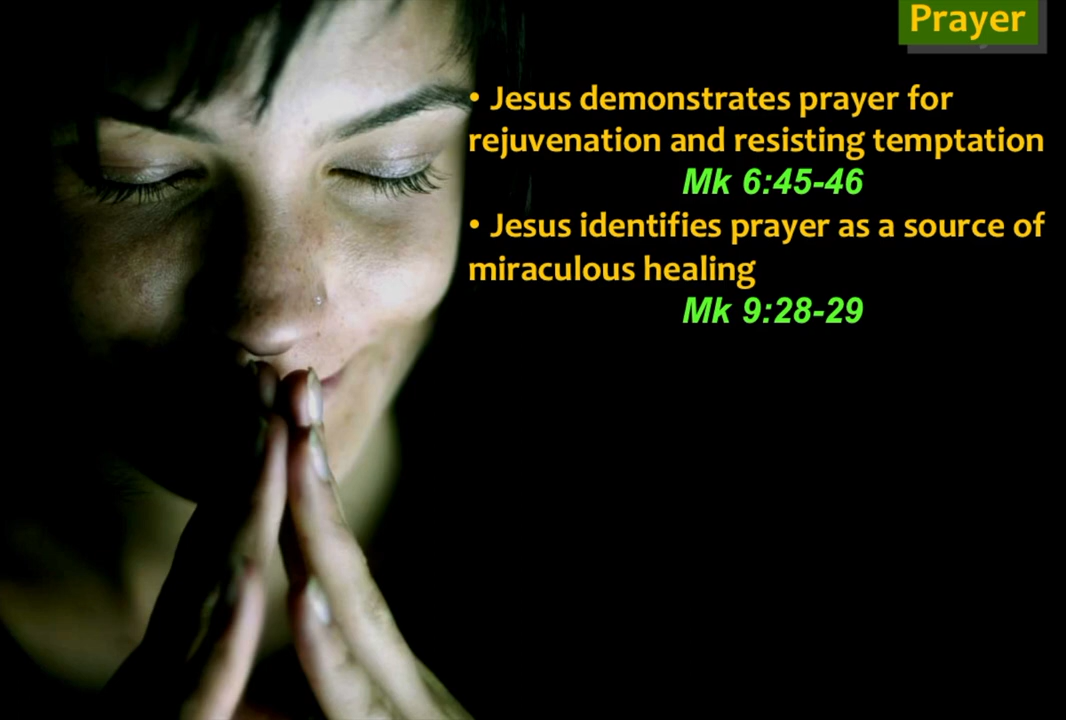 Prayer
• Jesus demonstrates prayer for
rejuvenation and resisting temptation
Mk 6:45-46
• Jesus identifies prayer as a source of
miraculous healing
Mk 9:28-29